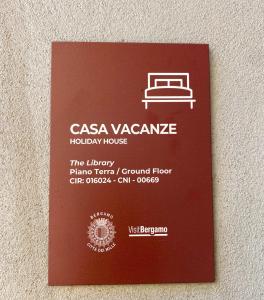 CASA VACANZE
HOLIDAY HOUSE
The Library
Piano Terra / Ground Floor
CIR: 016024 - CNI - 00669
BERGAMO
CITTÀ DEI MILLE
VisitBergamo